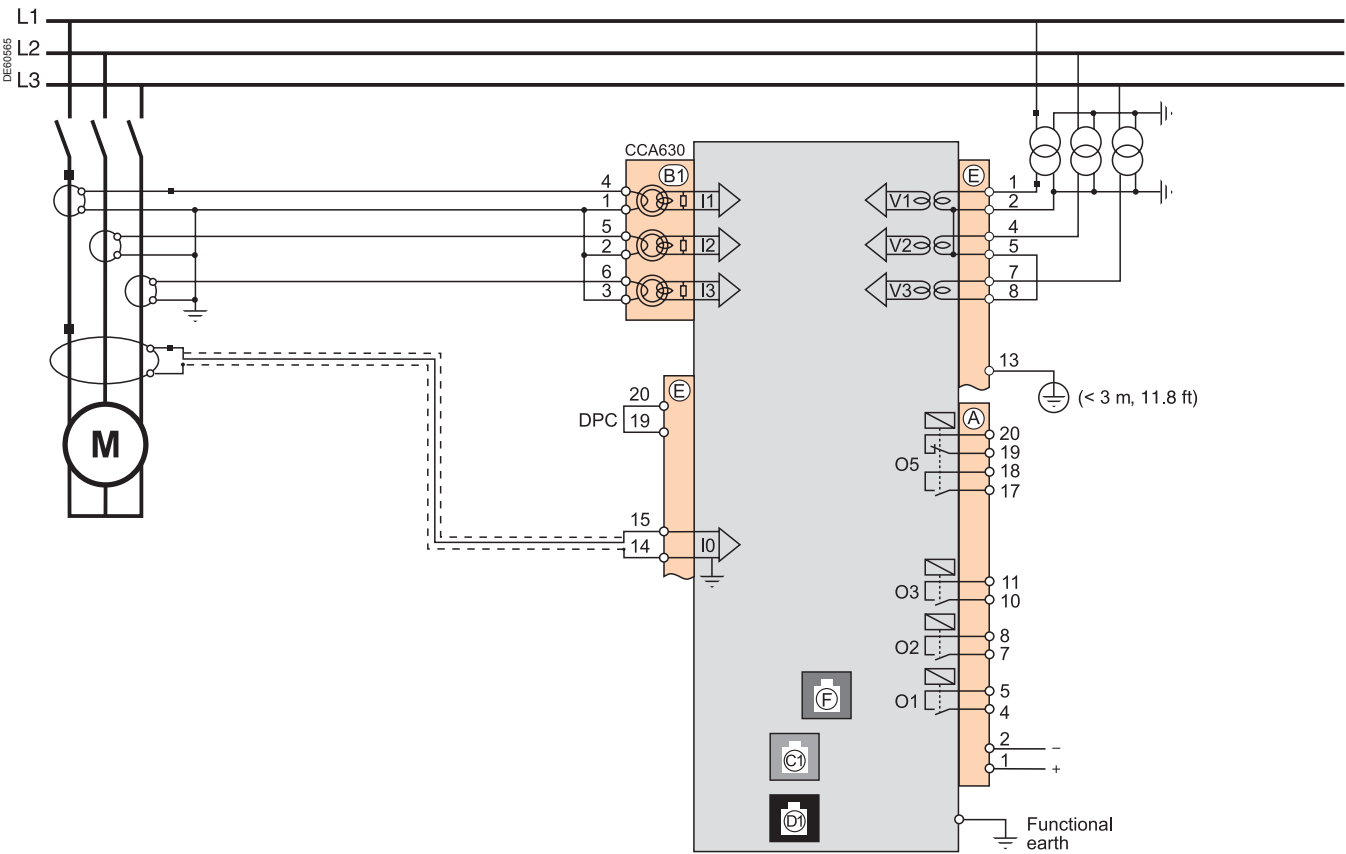 L1
L2
L3
DE60565
CCA630
B1
4
1
I1
5
2
I2
6
3
I3
E
V1
1
2
V2
4
5
V3
7
8
13
(< 3 m, 11.8 ft)
M
E
20
DPC
19
15
14
I0
A
20
19
O5
18
17
11
O3
10
8
O2
7
5
O1
4
2
–
1
+
F
C1
D1
Functional
earth